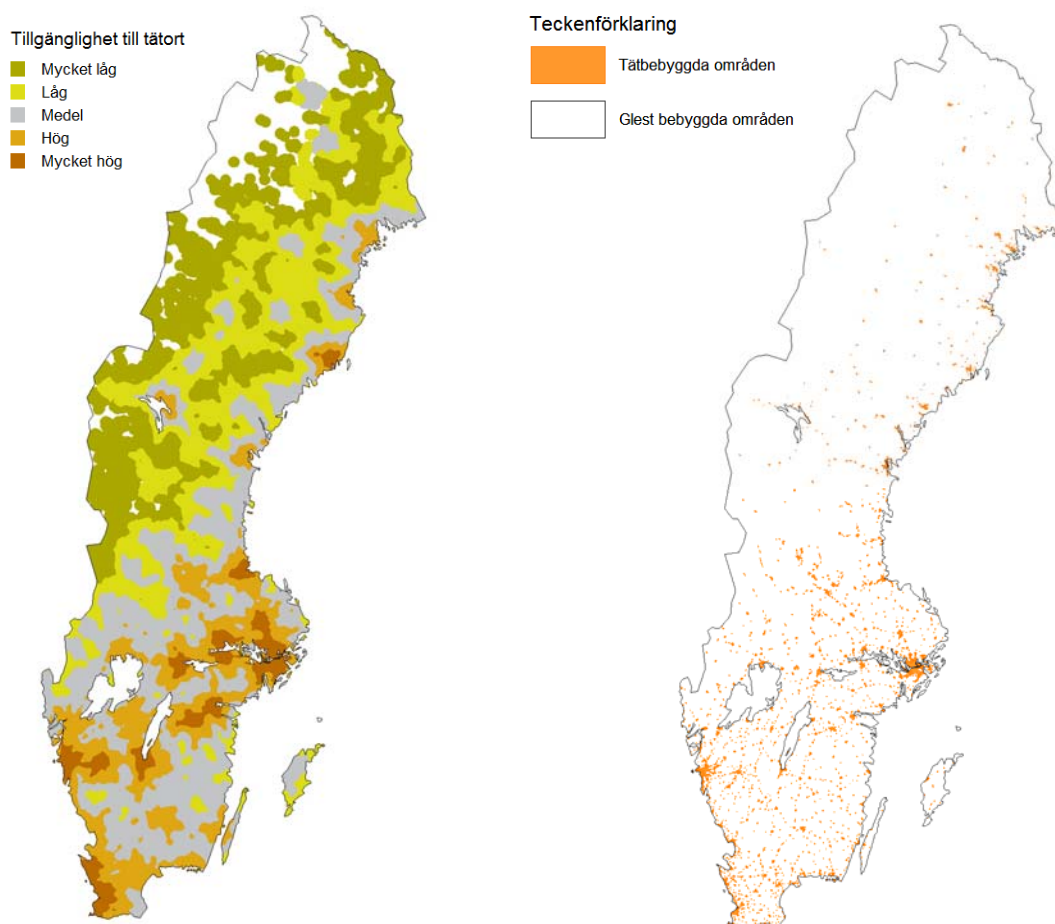 Tillgänglighet till tätort
Mycket låg
Låg
Medel
Hög
Mycket hög
Teckenförklaring
Tätbebyggda områden
Glest bebyggda områden